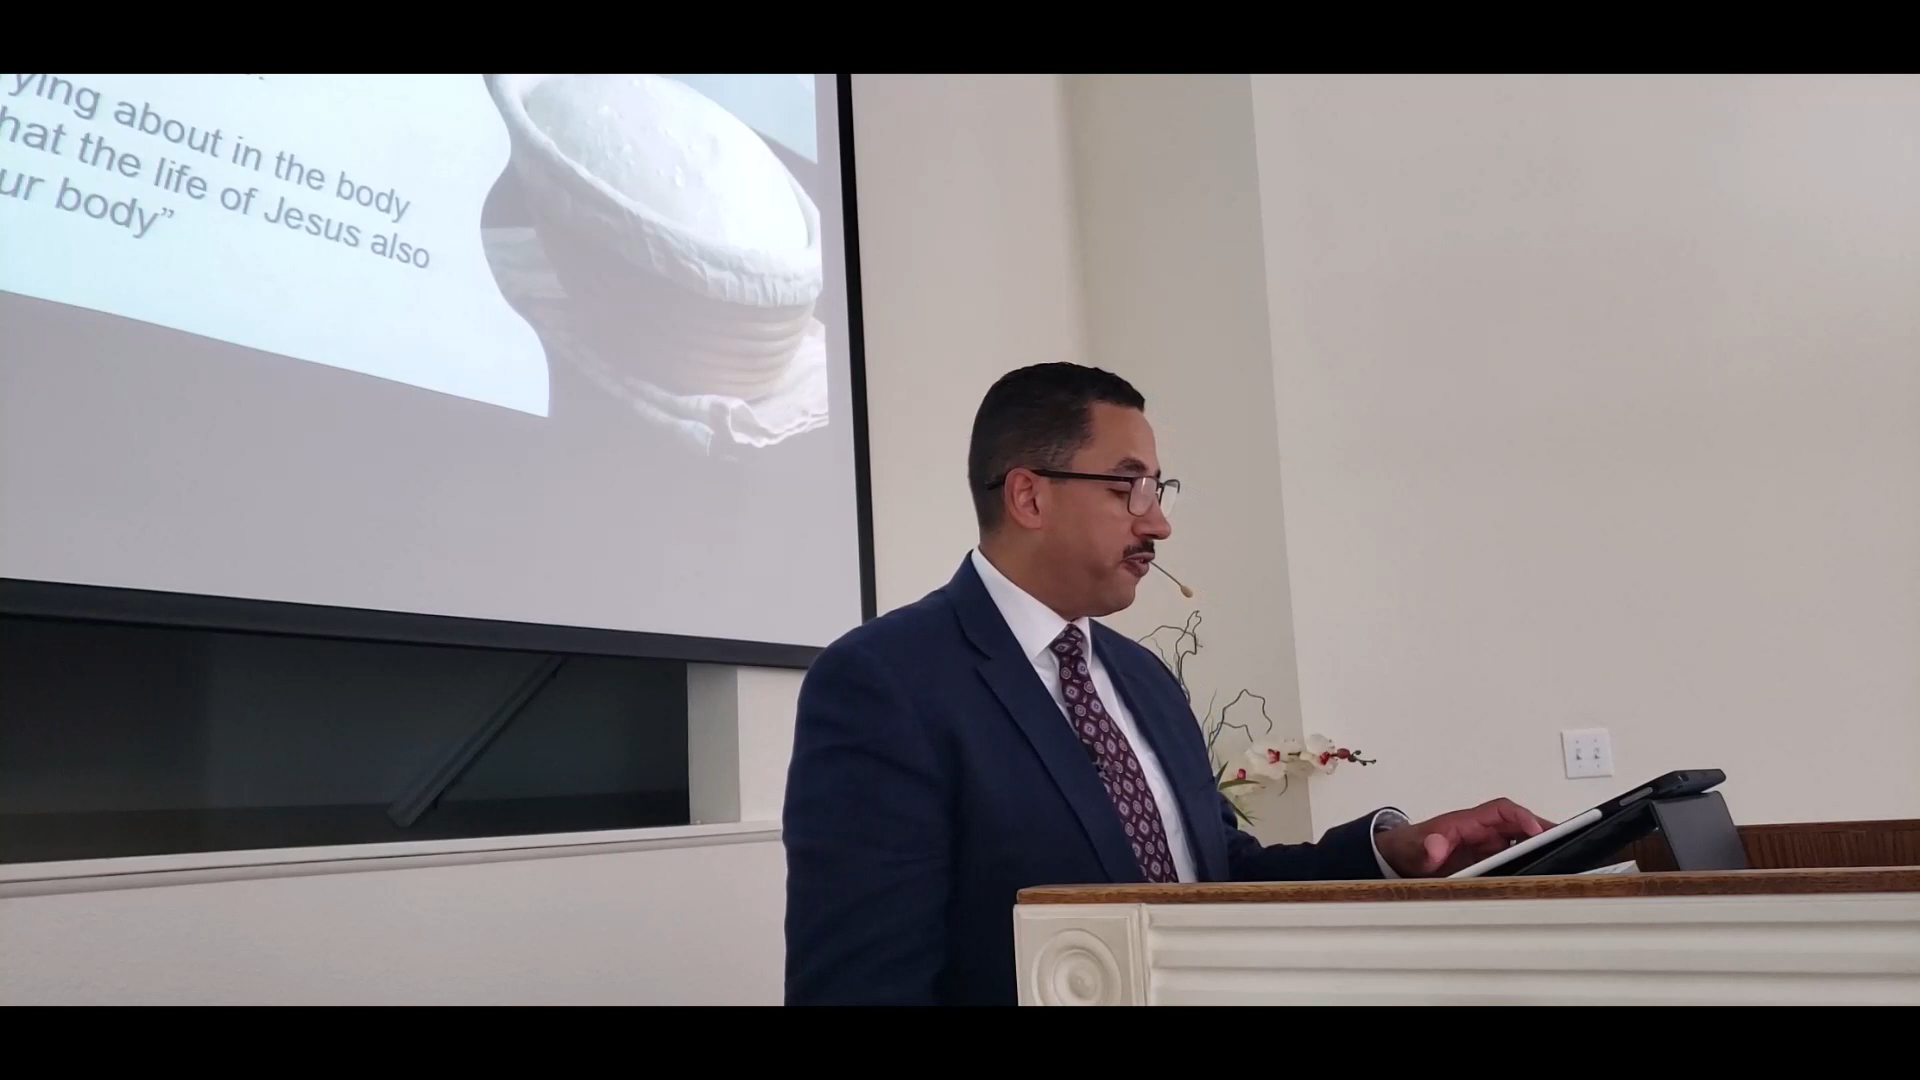 ying about in the body
hat the life of Jesus also
ur body”